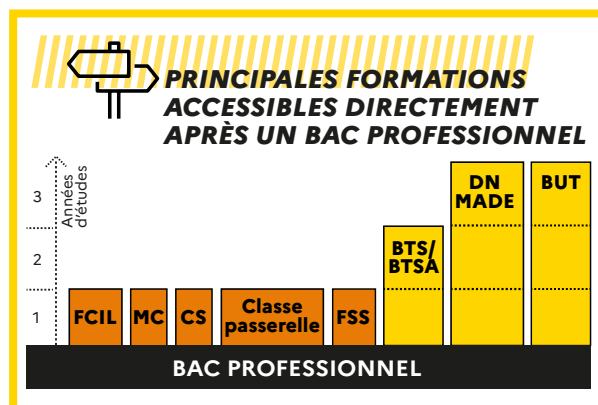 PRINCIPALES FORMATIONS
ACCESSIBLES DIRECTEMENT
APRÈS UN BAC PROFESSIONNEL
Années
d'études
3
2
1
FCIL
MC
CS
Classe
passerelle
FSS
BTS/
BTSA
DN
MADE
BUT
BAC PROFESSIONNEL